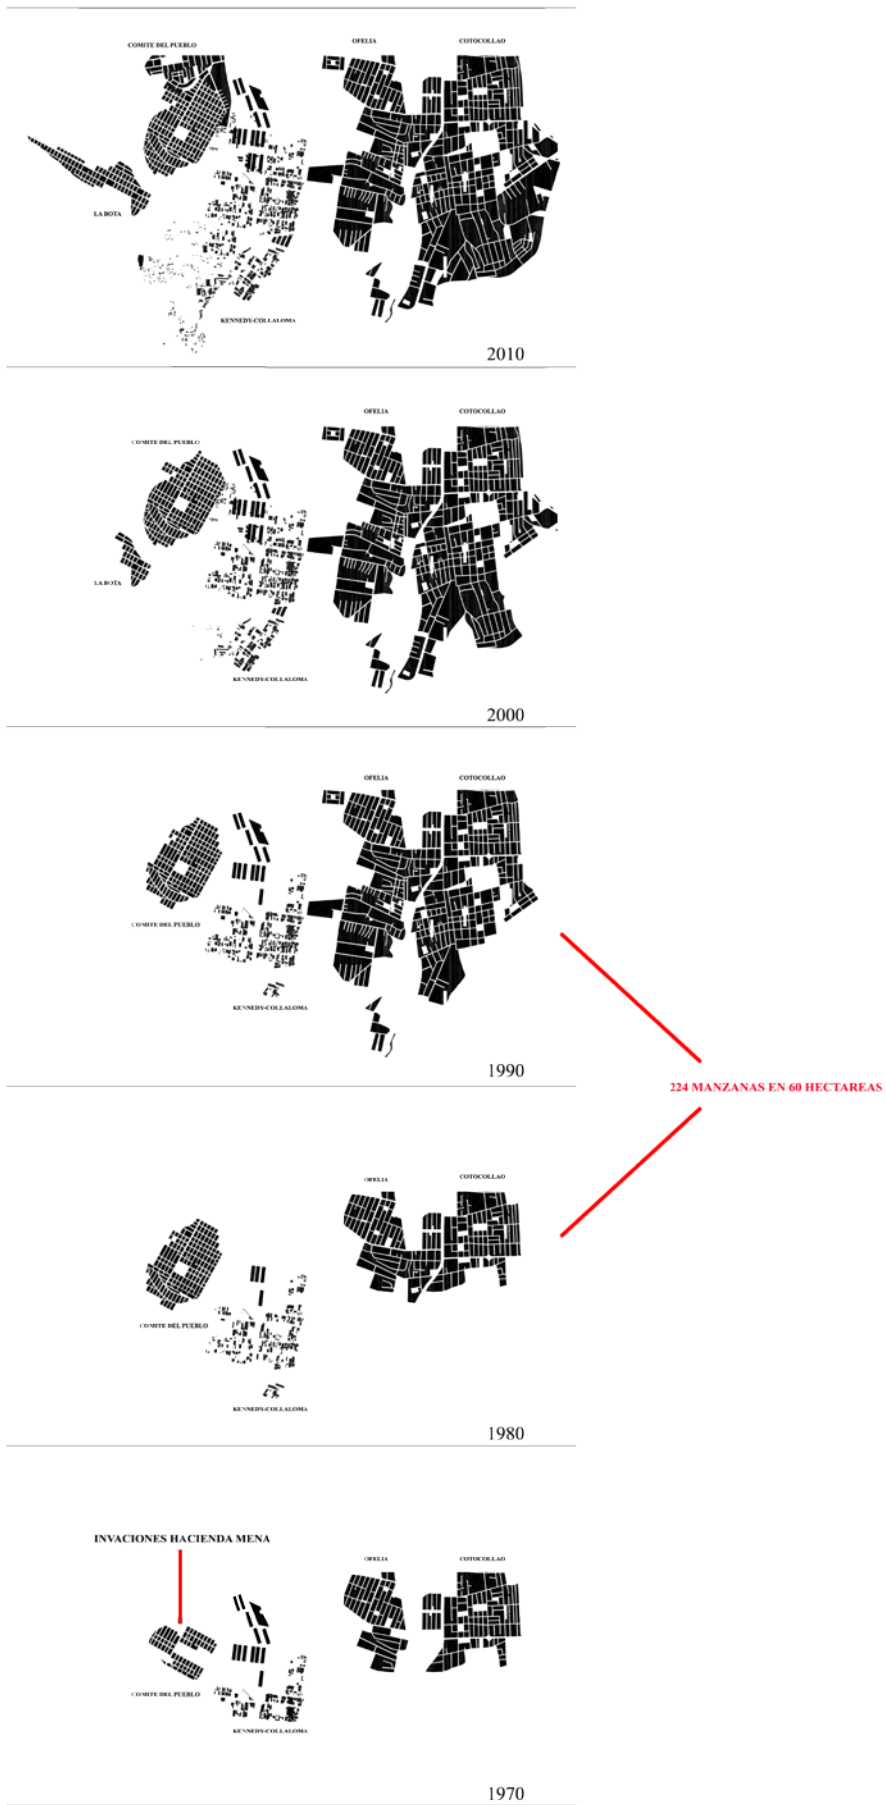 OFELIA
COTOCOLLAO
COMITE DEL PUEBLO
LA BOTA
KENNEDY-COLLALOMA
2010
OFELIA
COTOCOLLAO
COMITE DEL PUEBLO
LA BOTA
KENNEDY-COLLALOMA
2000
OFELIA
COTOCOLLAO
COMITE DEL PUEBLO
KENNEDY-COLLALOMA
1990
224 MANZANAS EN 60 HECTAREAS
OFELIA
COTOCOLLAO
COMITE DEL PUEBLO
KENNEDY-COLLALOMA
1980
INVACIONES HACIENDA MENA
OFELIA
COTOCOLLAO
COMITE DEL PUEBLO
KENNEDY-COLLALOMA
1970